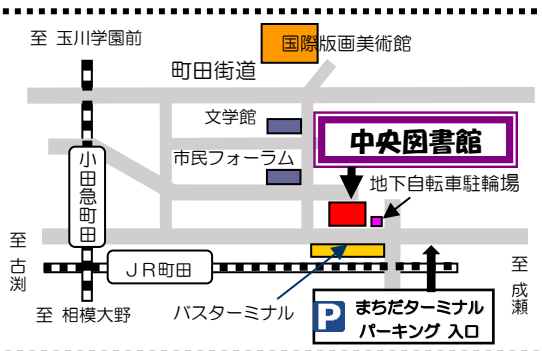 至 玉川学園前
国際版画美術館
町田街道
文学館
中央図書館
市民フォーラム
小田急町田
地下自転車駐輪場
至 古渕
JR町田
至 成瀬
バスターミナル
至 相模大野
P まちだターミナル
パーキング 入口